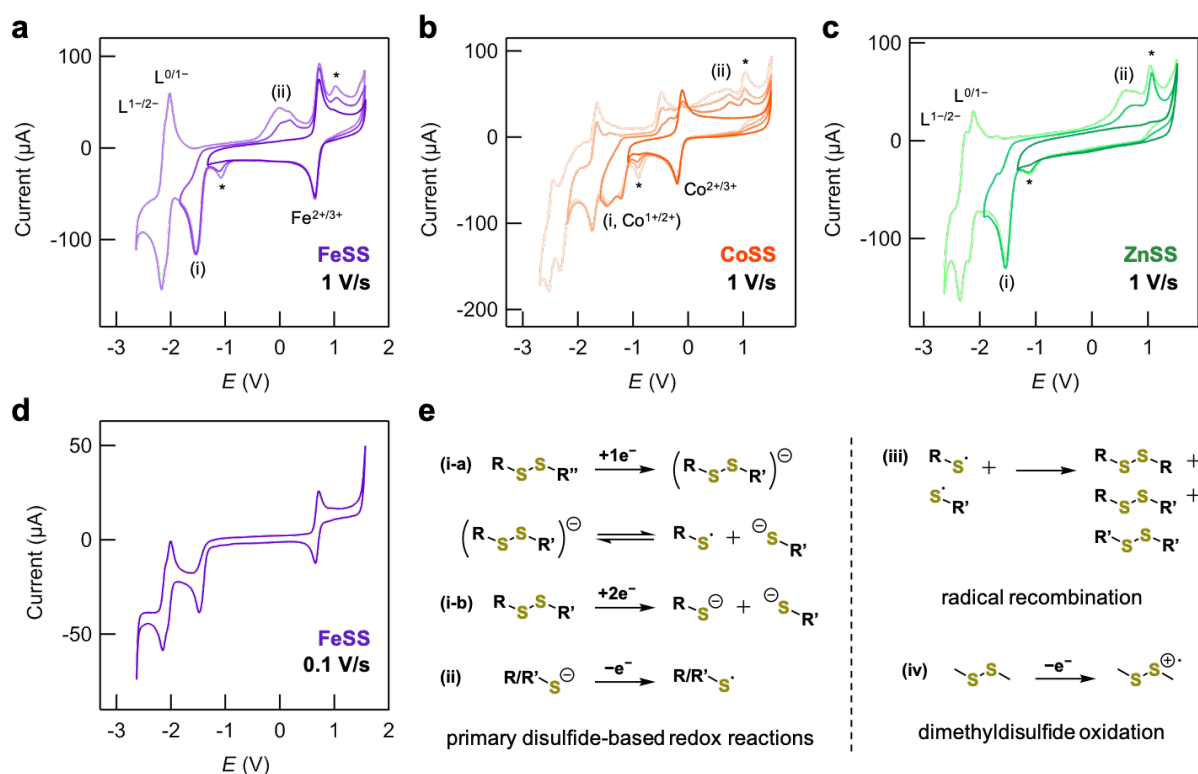 a
100
0
-100
Current (µA)
L1−/2−
L0/1−
(ii)
*
*
(i)
Fe2+/3+
FeSS
1 V/s
-3 -2 -1 0 1 2
E (V)
b
100
0
-100
-200
Current (µA)
(ii)
*
*
Co2+/3+
(i, Co1+/2+)
CoSS
1 V/s
-3 -2 -1 0 1
E (V)
c
100
0
-100
Current (µA)
L1−/2−
L0/1−
(ii)
*
*
(i)
ZnSS
1 V/s
-3 -2 -1 0 1
E (V)
d
50
0
-50
Current (µA)
FeSS
0.1 V/s
-3 -2 -1 0 1 2
E (V)
e
(i-a) R S S R'' +1e− (R S S R')⊖
(R S S R')⊖ R S· + ⊖S R'
(i-b) R S S R' +2e− R S⊖ + ⊖S R'
(ii) R/R' S⊖ −e− R/R' S·
primary disulfide-based redox reactions
(iii) R S· + S· R' R S S R +
R S S R' +
R' S S R'
radical recombination
(iv) S S −e− S S⊕·
dimethyldisulfide oxidation